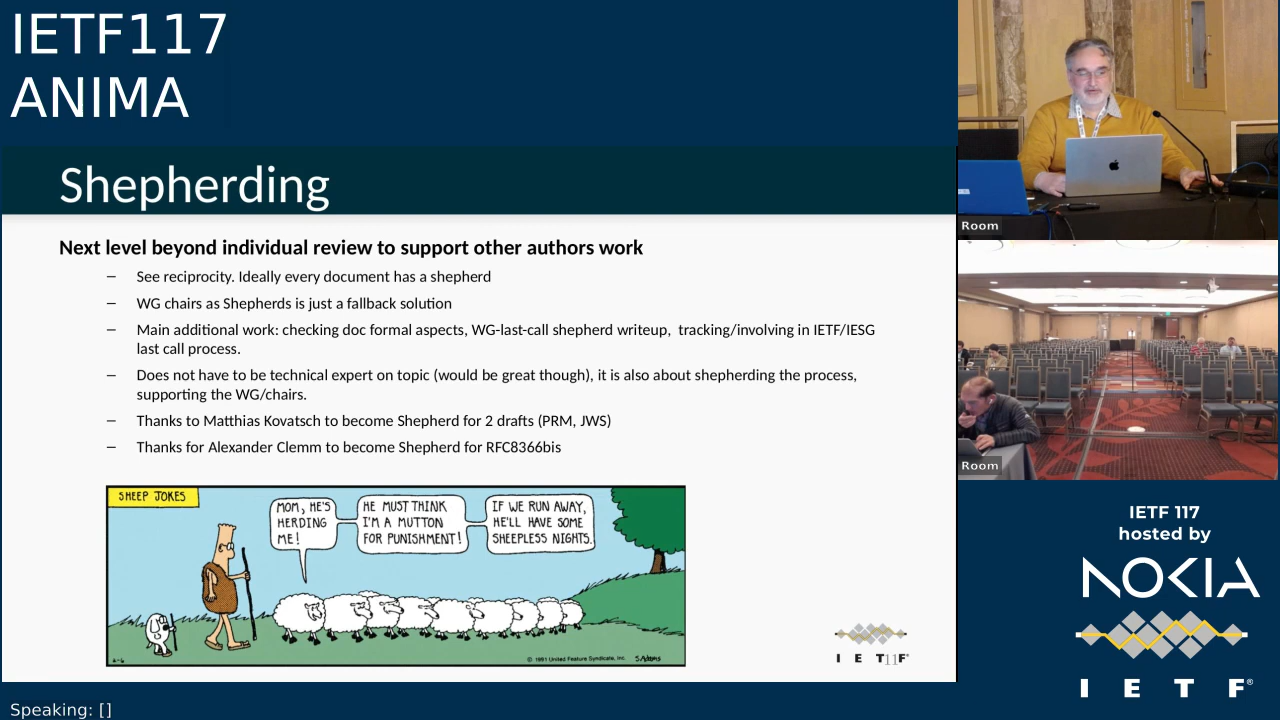 IETF117
ANIMA
Shepherding
Next level beyond individual review to support other authors work
– See reciprocity. Ideally every document has a shepherd
– WG chairs as Shepherds is just a fallback solution
– Main additional work: checking doc formal aspects, WG-last-call shepherd writeup, tracking/involving in IETF/IESG
last call process.
– Does not have to be technical expert on topic (would be great though), it is also about shepherding the process,
supporting the WG/chairs.
– Thanks to Matthias Kovatsch to become Shepherd for 2 drafts (PRM, JWS)
– Thanks for Alexander Clemm to become Shepherd for RFC8366bis
SHEEP JOKES
MOM, HE'S
HERDING
ME!
HE MUST THINK
I'M A MUTTON
FOR PUNISHMENT!
IF WE RUN AWAY,
HE'LL HAVE SOME
SHEEPLESS NIGHTS.
© 1991 United Feature Syndicate, Inc.
S.Adams
I E T F®
11
Room
Room
IETF 117
hosted by
NOKIA
I E T F®
Speaking: []